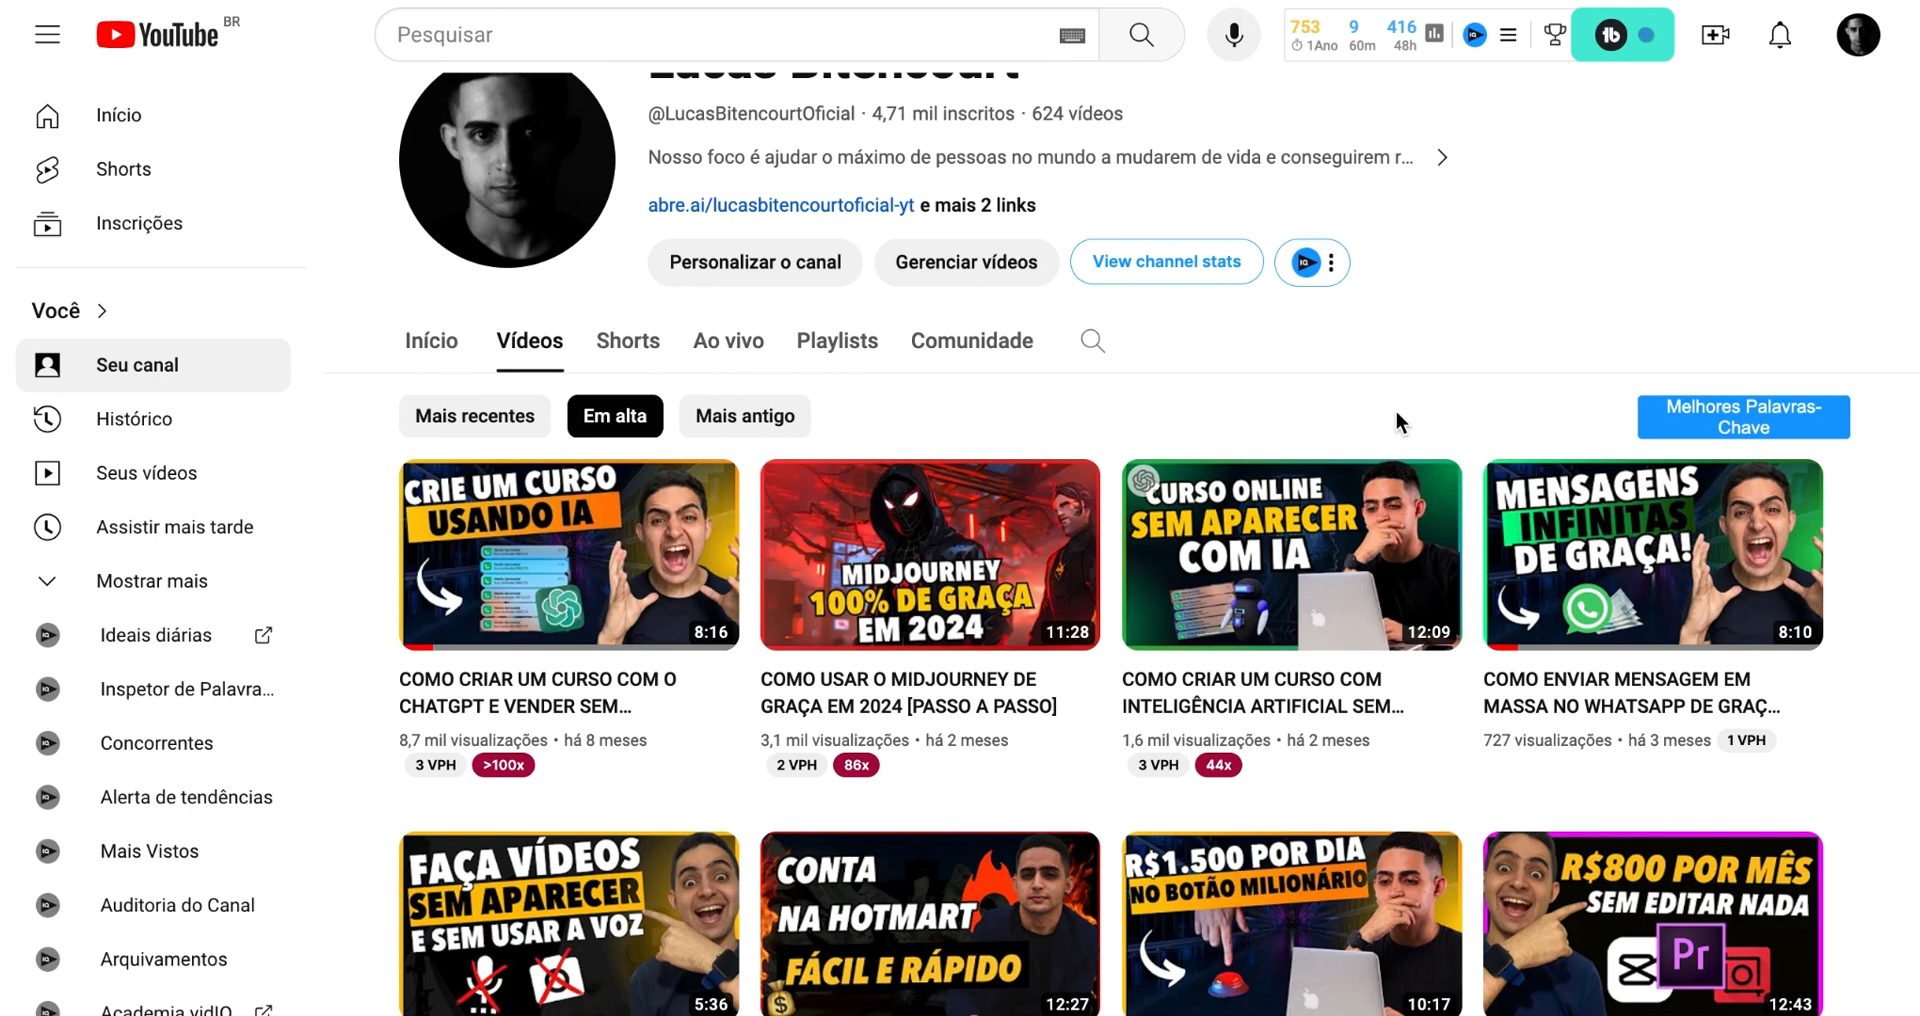 YouTube BR
Pesquisar
753 9 416
1Ano 60m 48h
Início
Shorts
Inscrições
Você
Seu canal
Histórico
Seus vídeos
Assistir mais tarde
Mostrar mais
Ideais diárias
Inspetor de Palavra...
Concorrentes
Alerta de tendências
Mais Vistos
Auditoria do Canal
Arquivamentos
Academia vidIQ
Lucas Bitencourt
@LucasBitencourtOficial · 4,71 mil inscritos · 624 vídeos
Nosso foco é ajudar o máximo de pessoas no mundo a mudarem de vida e conseguirem r...
abre.ai/lucasbitencourtoficial-yt e mais 2 links
Personalizar o canal Gerenciar vídeos View channel stats
Início Vídeos Shorts Ao vivo Playlists Comunidade
Mais recentes Em alta Mais antigo
Melhores Palavras-
Chave
CRIE UM CURSO
USANDO IA
8:16
COMO CRIAR UM CURSO COM O
CHATGPT E VENDER SEM...
8,7 mil visualizações • há 8 meses
3 VPH >100x
MIDJOURNEY
100% DE GRAÇA
EM 2024
11:28
COMO USAR O MIDJOURNEY DE
GRAÇA EM 2024 [PASSO A PASSO]
3,1 mil visualizações • há 2 meses
2 VPH 86x
CURSO ONLINE
SEM APARECER
COM IA
12:09
COMO CRIAR UM CURSO COM
INTELIGÊNCIA ARTIFICIAL SEM...
1,6 mil visualizações • há 2 meses
3 VPH 44x
MENSAGENS
INFINITAS
DE GRAÇA!
8:10
COMO ENVIAR MENSAGEM EM
MASSA NO WHATSAPP DE GRAÇ...
727 visualizações • há 3 meses 1 VPH
FAÇA VÍDEOS
SEM APARECER
E SEM USAR A VOZ
5:36
CONTA
NA HOTMART
FÁCIL E RÁPIDO
$
12:27
R$1.500 POR DIA
NO BOTÃO MILIONÁRIO
10:17
R$800 POR MÊS
SEM EDITAR NADA
Pr
12:43